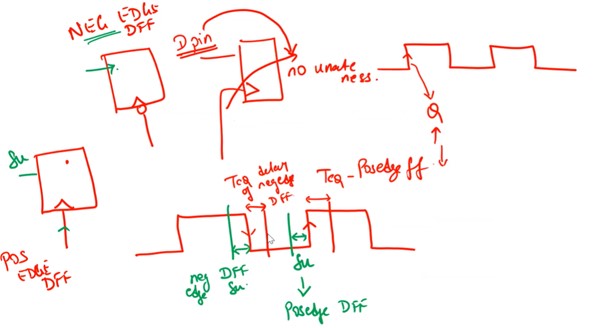 NEG EDGE
DFF
D pin
no unate
ness.
Q
Su
POS
EDGE
DFF
Tcq delay
of negedge
DFF
Tcq - Posedge ff.
neg DFF
edge Su.
Su
Posedge DFF